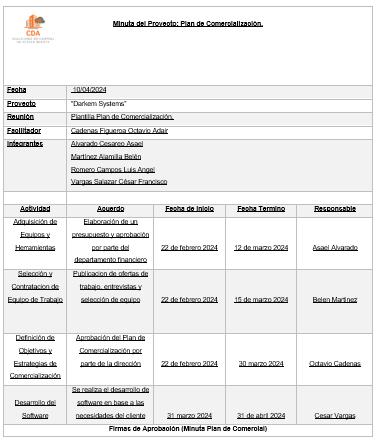 Minuta del Proyecto: Plan de Comercialización.
CDA
Fecha 10/04/2024
Proyecto "Darkem Systems"
Reunión Plantilla Plan de Comercialización.
Facilitador Cadenas Figueroa Octavio Adair
Integrantes Alvarado Cesareo Asael
Martínez Alamilla Belén
Romero Campos Luis Angel
Vargas Salazar César Francisco
Actividad Acuerdo Fecha de Inicio Fecha Termino Responsable
Adquisición de
Equipos y
Herramientas
Elaboración de un
presupuesto y aprobación
por parte del
departamento financiero
22 de febrero 2024
12 de marzo 2024
Asael Alvarado
Selección y
Contratacion de
Equipo de Trabajo
Publicacion de ofertas de
trabajo, entrevistas y
selección de equipo
22 de febrero 2024
15 de marzo 2024
Belen Martinez
Definición de
Objetivos y
Estrategias de
Comercialización
Aprobación del Plan de
Comercialización por
parte de la dirección
22 de febrero 2024
30 marzo 2024
Octavio Cadenas
Desarrollo del
Software
Se realiza el desarrollo de
software en base a las
necesidades del cliente
31 marzo 2024
31 de abril 2024
Cesar Vargas
Firmas de Aprobación (Minuta Plan de Comercial)